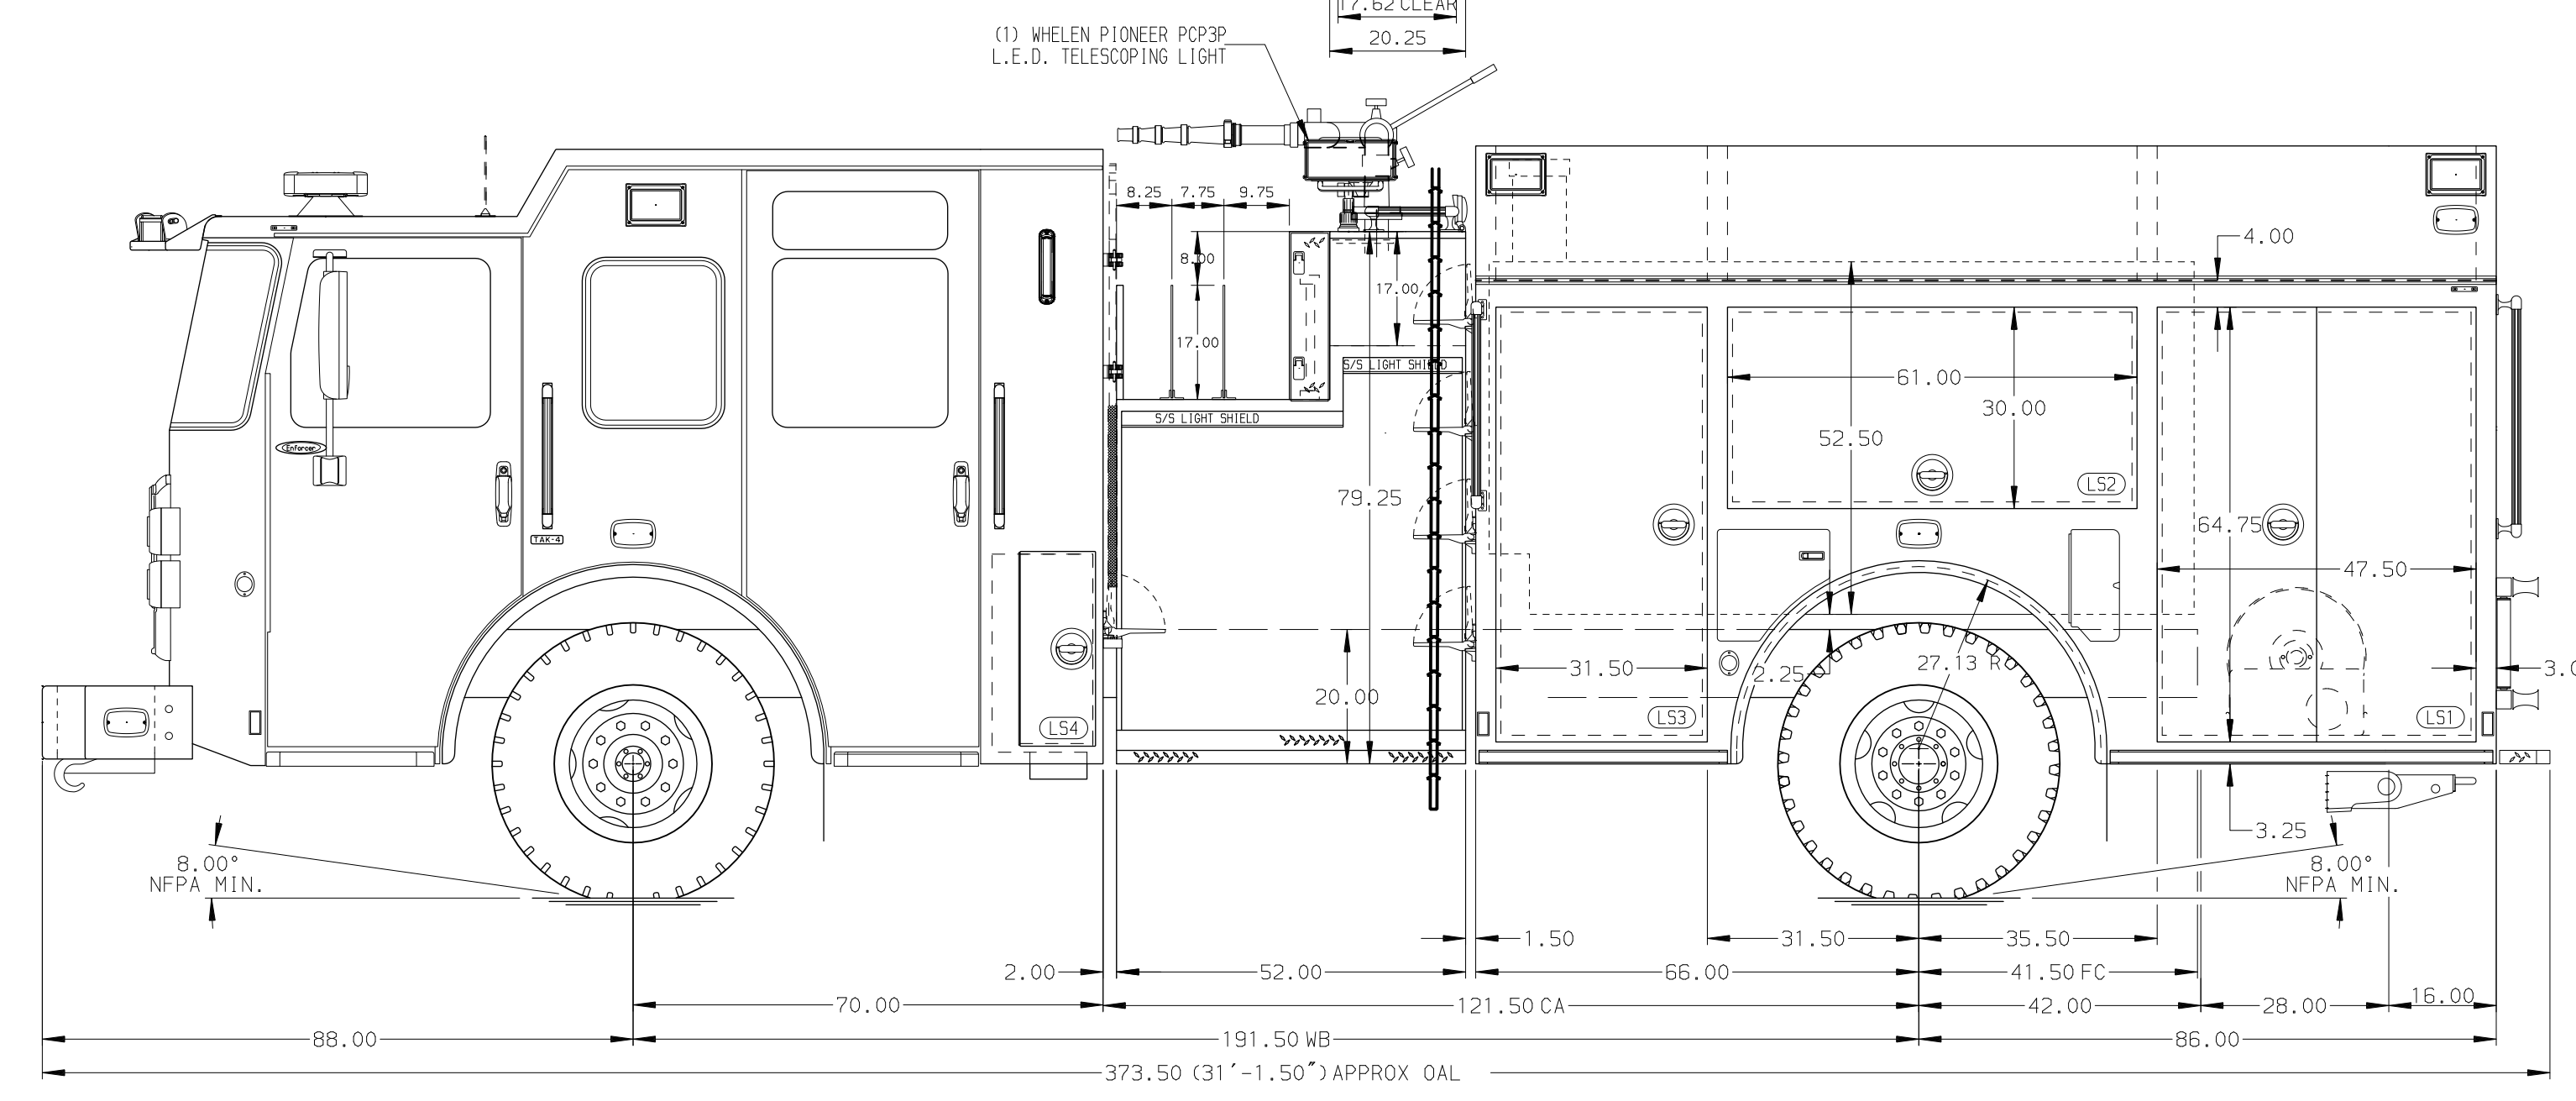 17.62 CLEAR
20.25
(1) WHELEN PIONEER PCP3P
L.E.D. TELESCOPING LIGHT
8.25
7.75
9.75
8.00
17.00
17.00
4.00
S/S LIGHT SHIELD
S/S LIGHT SHIELD
61.00
30.00
52.50
79.25
Enforcer
TAK-4
LS2
64.75
47.50
31.50
2.25
27.13 R
20.00
LS4
LS3
LS1
3.25
8.00°
NFPA MIN.
8.00°
NFPA MIN.
1.50
31.50
35.50
2.00
52.00
66.00
41.50 FC
70.00
121.50 CA
42.00
28.00
16.00
88.00
191.50 WB
86.00
373.50 (31'-1.50") APPROX OAL